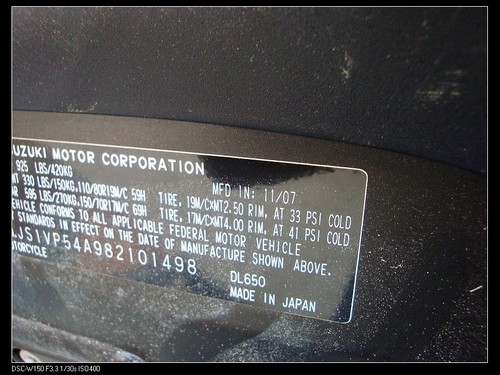 UZUKI MOTOR CORPORATION
925 LBS/420KG MFD IN: 11/07
330 LBS/150KG,110/80R19M/C 59H TIRE, 19M/CXMT2.50 RIM, AT 33 PSI COLD
595 LBS/270KG,150/70R17M/C 69H TIRE, 17M/CXMT4.00 RIM, AT 41 PSI COLD
EHICLE CONFORMS TO ALL APPLICABLE FEDERAL MOTOR VEHICLE
STANDARDS IN EFFECT ON THE DATE OF MANUFACTURE SHOWN ABOVE.
JS1VP54A982101498
OTORCYCLE DL650
MADE IN JAPAN
DSC-W150 F3.3 1/30s ISO400